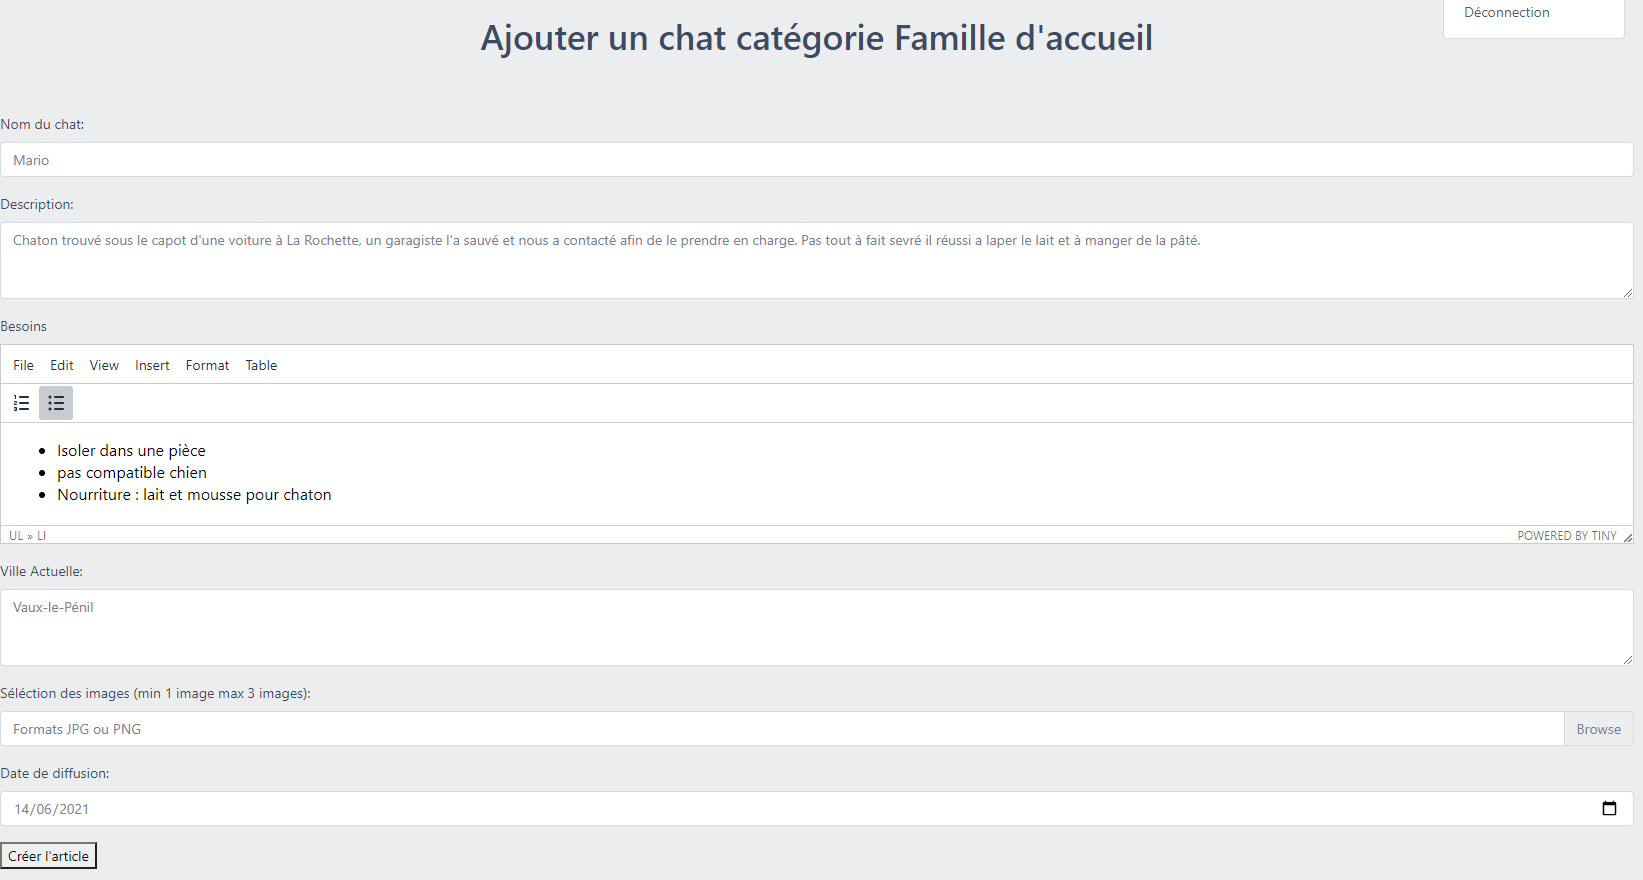 Déconnection
Ajouter un chat catégorie Famille d'accueil
Nom du chat:
Mario
Description:
Chaton trouvé sous le capot d'une voiture à La Rochette, un garagiste l'a sauvé et nous a contacté afin de le prendre en charge. Pas tout à fait sevré il réussi a laper le lait et à manger de la pâté.
Besoins
File Edit View Insert Format Table
Isoler dans une pièce
pas compatible chien
Nourriture : lait et mousse pour chaton
UL » LI POWERED BY TINY
Ville Actuelle:
Vaux-le-Pénil
Séléction des images (min 1 image max 3 images):
Formats JPG ou PNG Browse
Date de diffusion:
14/06/2021
Créer l'article